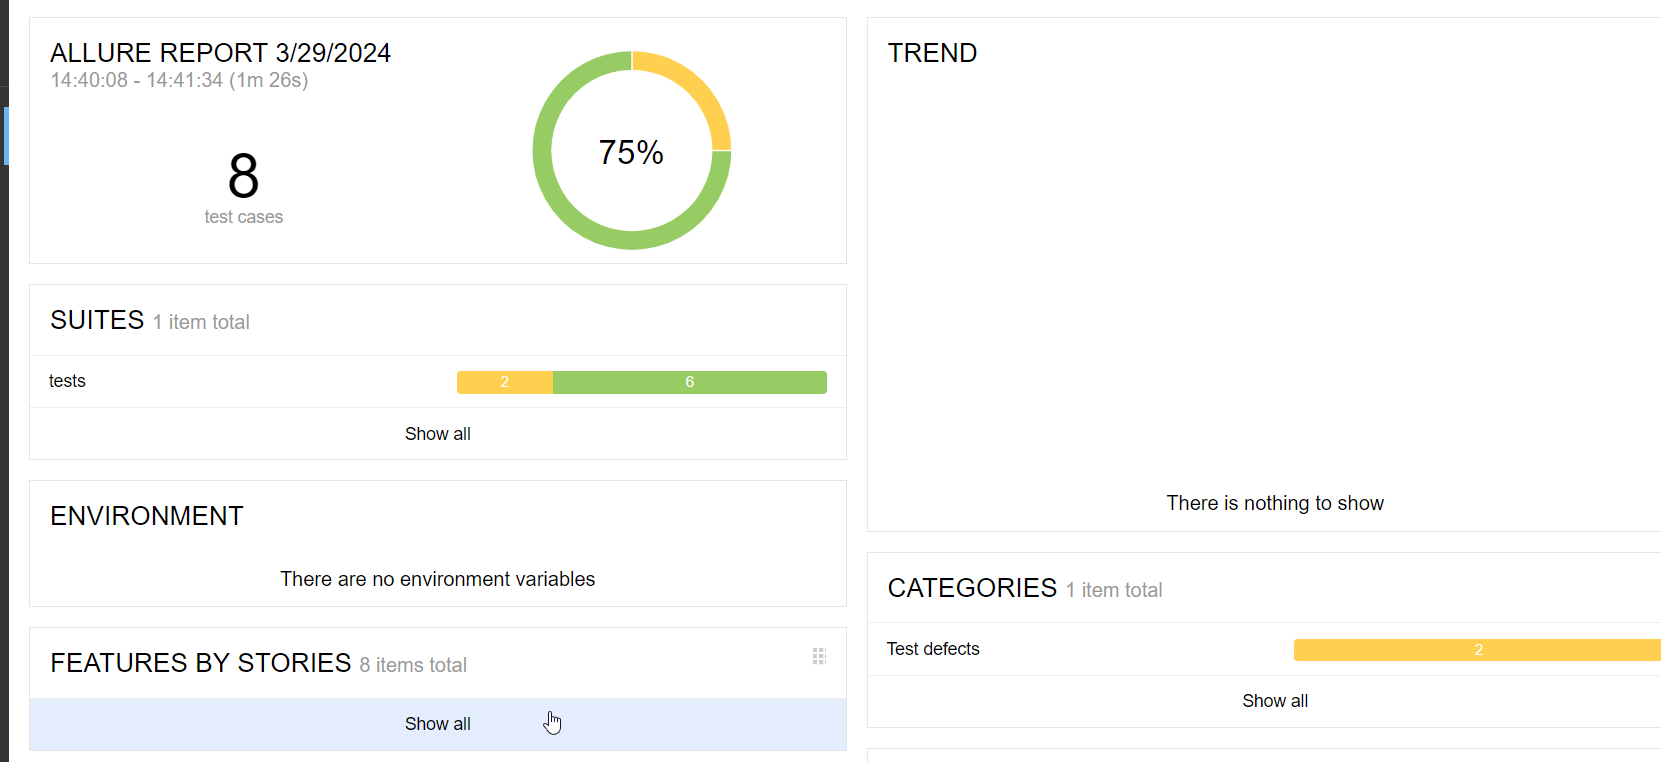 ALLURE REPORT 3/29/2024
14:40:08 - 14:41:34 (1m 26s)
8
test cases
75%
SUITES 1 item total
tests 2 6
Show all
ENVIRONMENT
There are no environment variables
FEATURES BY STORIES 8 items total
Show all
TREND
There is nothing to show
CATEGORIES 1 item total
Test defects 2
Show all